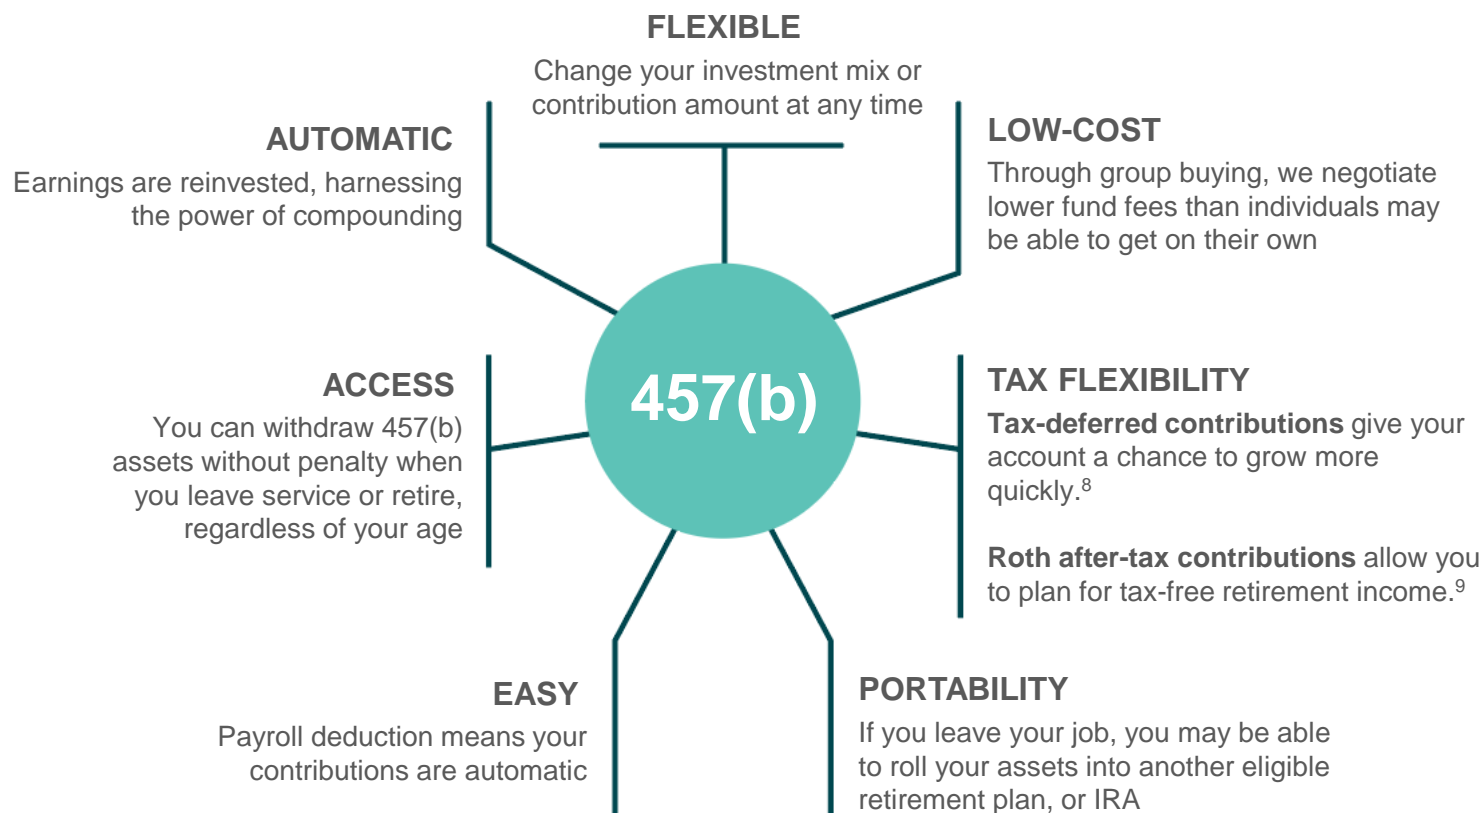 FLEXIBLE
Change your investment mix or
contribution amount at any time
AUTOMATIC
Earnings are reinvested, harnessing
the power of compounding
LOW-COST
Through group buying, we negotiate
lower fund fees than individuals may
be able to get on their own
457(b)
ACCESS
You can withdraw 457(b)
assets without penalty when
you leave service or retire,
regardless of your age
TAX FLEXIBILITY
Tax-deferred contributions give your
account a chance to grow more
quickly.⁸
Roth after-tax contributions allow you
to plan for tax-free retirement income.⁹
EASY
Payroll deduction means your
contributions are automatic
PORTABILITY
If you leave your job, you may be able
to roll your assets into another eligible
retirement plan, or IRA